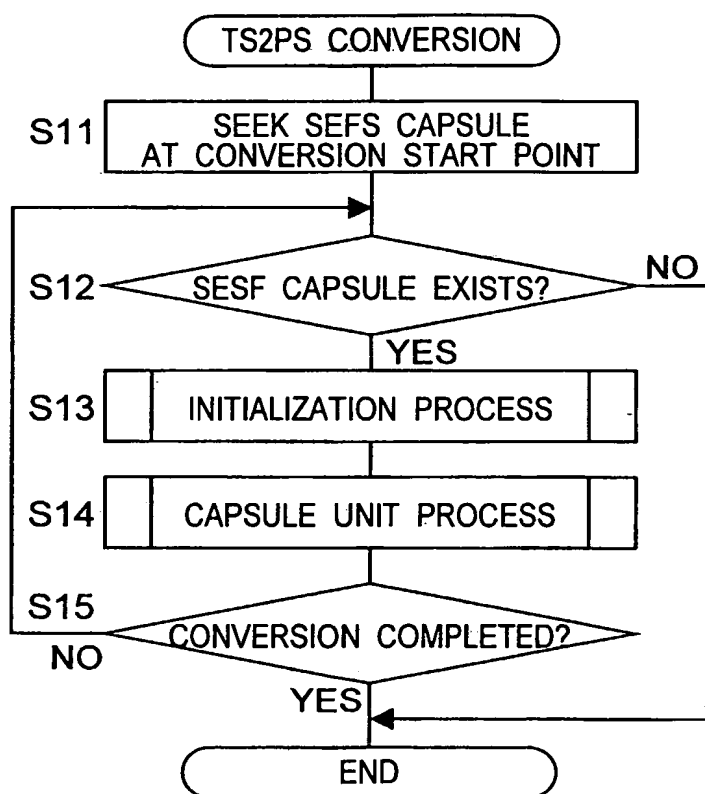 TS2PS CONVERSION
S11
SEEK SEFS CAPSULE
AT CONVERSION START POINT
S12
SESF CAPSULE EXISTS?
NO
YES
S13
INITIALIZATION PROCESS
S14
CAPSULE UNIT PROCESS
S15
CONVERSION COMPLETED?
NO
YES
END